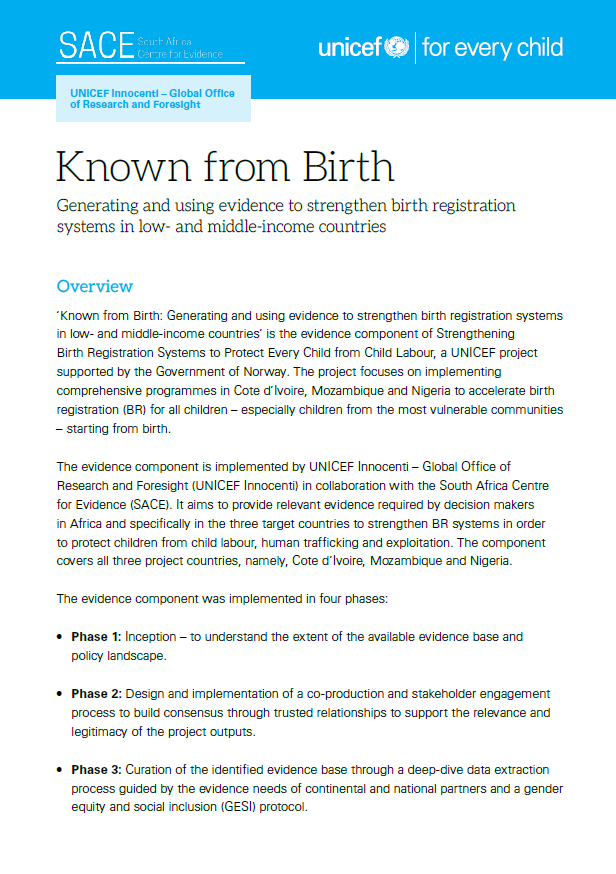 SACE South Africa
Centre for Evidence
unicef for every child
UNICEF Innocenti – Global Office
of Research and Foresight
Known from Birth
Generating and using evidence to strengthen birth registration
systems in low- and middle-income countries
Overview
‘Known from Birth: Generating and using evidence to strengthen birth registration systems
in low- and middle-income countries’ is the evidence component of Strengthening
Birth Registration Systems to Protect Every Child from Child Labour, a UNICEF project
supported by the Government of Norway. The project focuses on implementing
comprehensive programmes in Cote d’Ivoire, Mozambique and Nigeria to accelerate birth
registration (BR) for all children – especially children from the most vulnerable communities
– starting from birth.
The evidence component is implemented by UNICEF Innocenti – Global Office of
Research and Foresight (UNICEF Innocenti) in collaboration with the South Africa Centre
for Evidence (SACE). It aims to provide relevant evidence required by decision makers
in Africa and specifically in the three target countries to strengthen BR systems in order
to protect children from child labour, human trafficking and exploitation. The component
covers all three project countries, namely, Cote d’Ivoire, Mozambique and Nigeria.
The evidence component was implemented in four phases:
• Phase 1: Inception – to understand the extent of the available evidence base and
policy landscape.
• Phase 2: Design and implementation of a co-production and stakeholder engagement
process to build consensus through trusted relationships to support the relevance and
legitimacy of the project outputs.
• Phase 3: Curation of the identified evidence base through a deep-dive data extraction
process guided by the evidence needs of continental and national partners and a gender
equity and social inclusion (GESI) protocol.